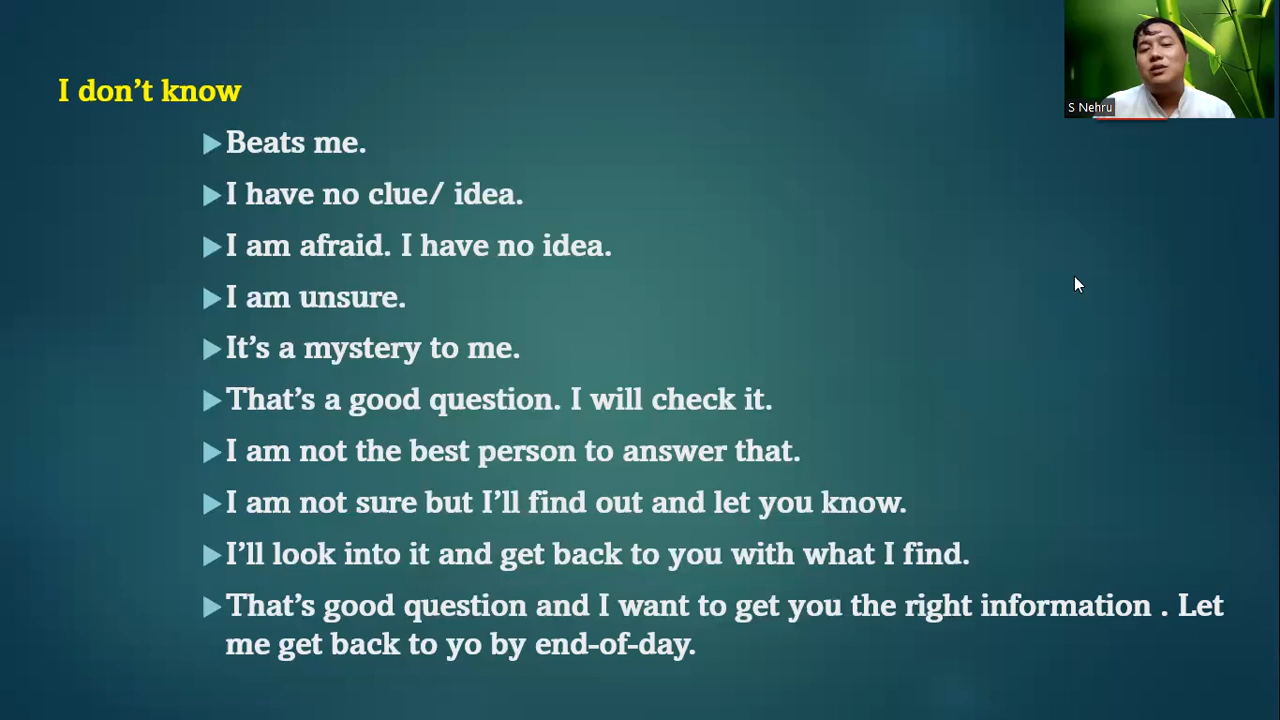 I don’t know
S Nehru
Beats me.
I have no clue/ idea.
I am afraid. I have no idea.
I am unsure.
It’s a mystery to me.
That’s a good question. I will check it.
I am not the best person to answer that.
I am not sure but I’ll find out and let you know.
I’ll look into it and get back to you with what I find.
That’s good question and I want to get you the right information . Let
me get back to yo by end-of-day.